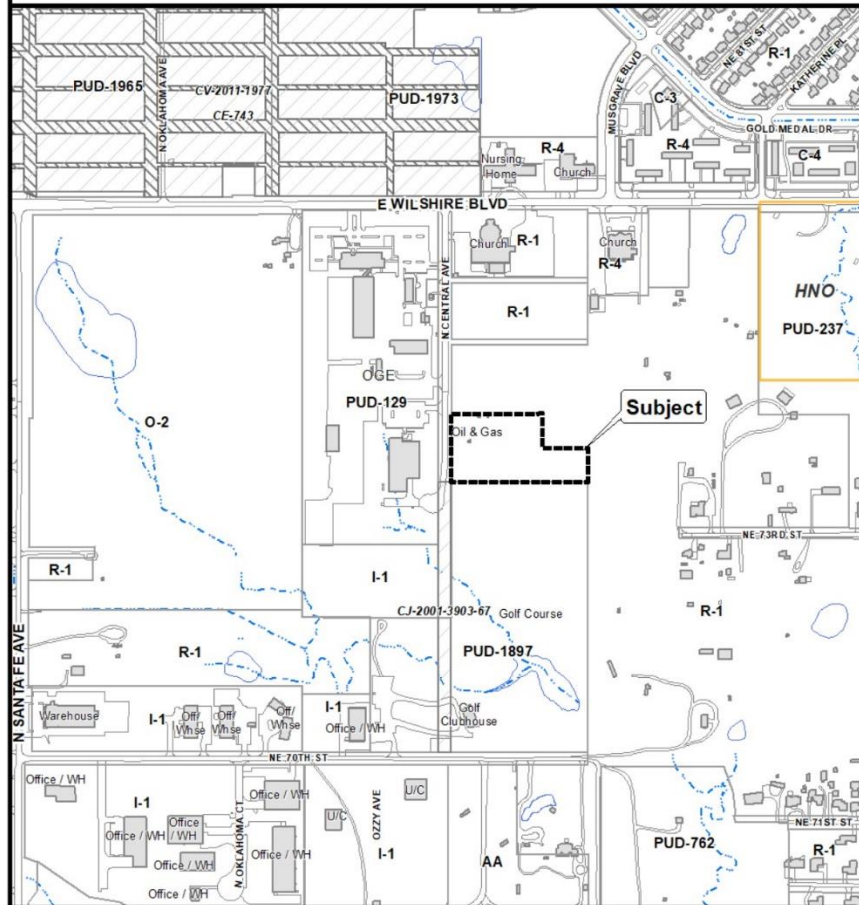 NE 81ST ST
R-1
KATHERINE PL
PUD-1965
N OKLAHOMA AVE
CV-2011-1977
CE-743
PUD-1973
MUSGRAVE BLVD
C-3
GOLD MEDAL DR
R-4
R-4
C-4
Nursing
Home
Church
E WILSHIRE BLVD
Church
R-1
Church
R-4
N CENTRAL AVE
HNO
PUD-237
R-1
OGE
PUD-129
Subject
Oil & Gas
O-2
NE 73RD ST
R-1
I-1
CJ-2001-3903-67
Golf Course
R-1
R-1
PUD-1897
N SANTA FE AVE
Warehouse
I-1
Off/
Whse
Off/
Whse
Off/
Whse
I-1
Office / WH
Golf
Clubhouse
NE 70TH ST
Office / WH
I-1
Office / WH
U/C
U/C
OZZY AVE
Office
/ WH
Office / WH
Office / WH
N OKLAHOMA CT
Office / WH
Office / WH
I-1
AA
PUD-762
NE 71ST ST
R-1